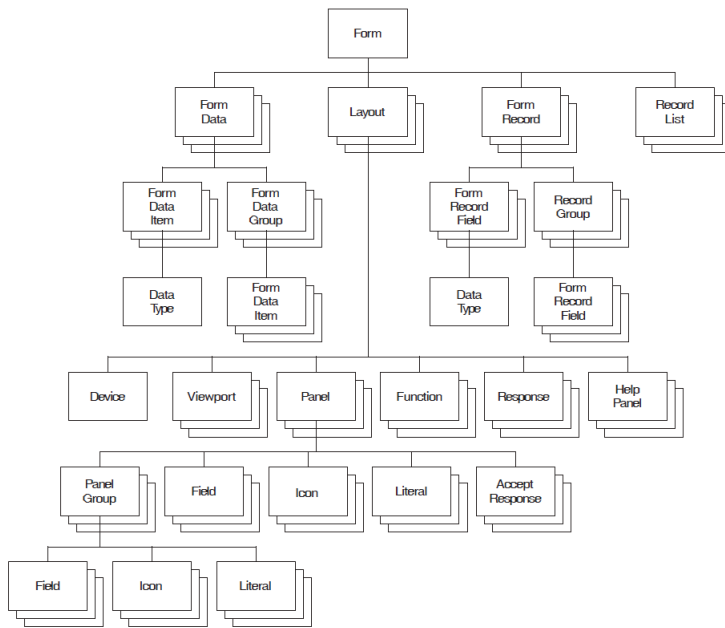 Form
Form
Data
Layout
Form
Record
Record
List
Form
Data
Item
Form
Data
Group
Form
Record
Field
Record
Group
Data
Type
Form
Data
Item
Data
Type
Form
Record
Field
Device
Viewport
Panel
Function
Response
Help
Panel
Panel
Group
Field
Icon
Literal
Accept
Response
Field
Icon
Literal